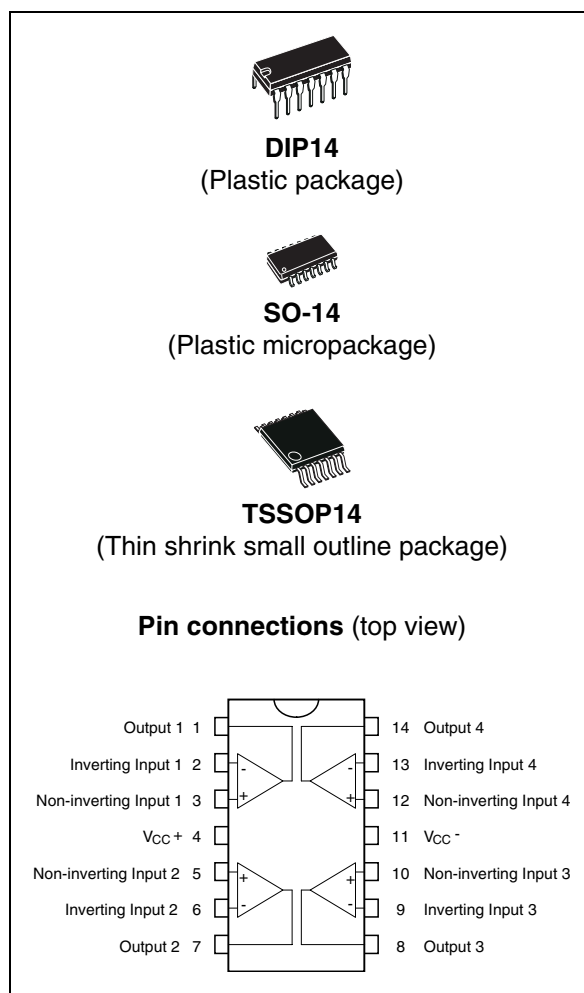 DIP14
(Plastic package)
SO-14
(Plastic micropackage)
TSSOP14
(Thin shrink small outline package)
Pin connections (top view)
Output 1 1
14 Output 4
Inverting Input 1 2
- -
13 Inverting Input 4
Non-inverting Input 1 3
+ +
12 Non-inverting Input 4
VCC + 4
11 VCC -
Non-inverting Input 2 5
+ +
10 Non-inverting Input 3
Inverting Input 2 6
- -
9 Inverting Input 3
Output 2 7
8 Output 3